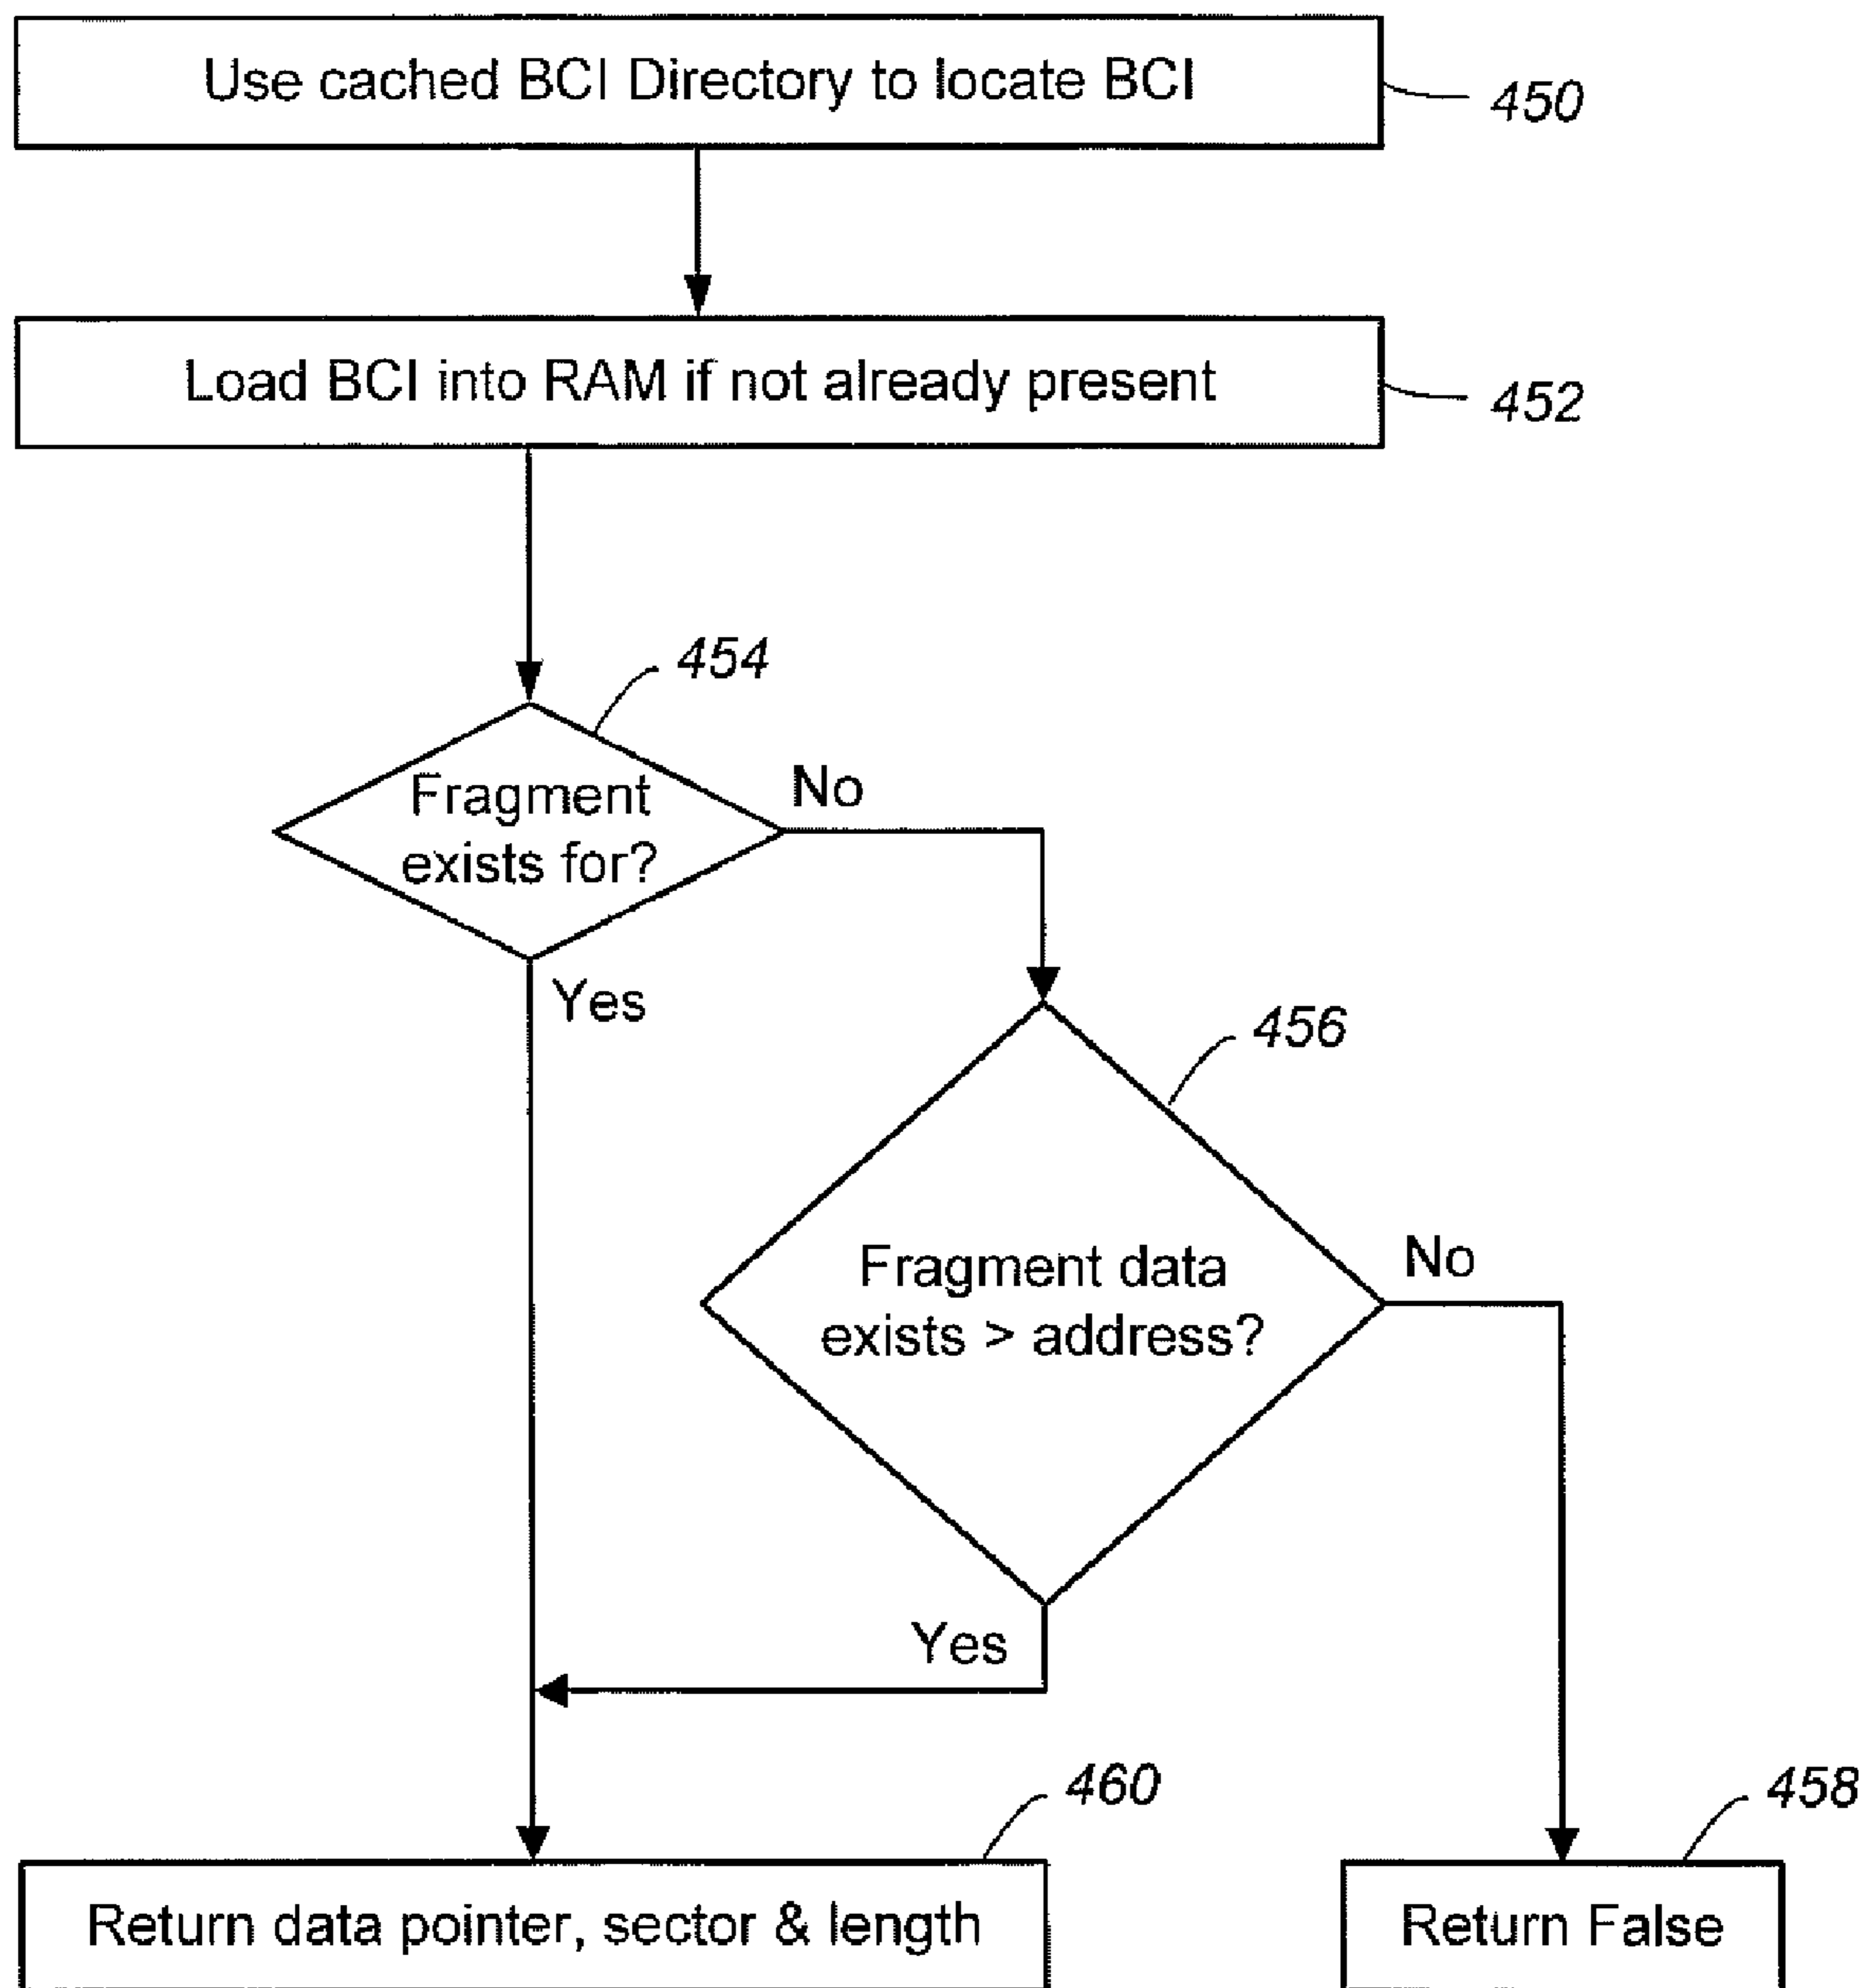 Use cached BCI Directory to locate BCI
450
Load BCI into RAM if not already present
452
454
Fragment
exists for?
No
Yes
456
Fragment data
exists > address?
No
Yes
460
458
Return data pointer, sector & length
Return False